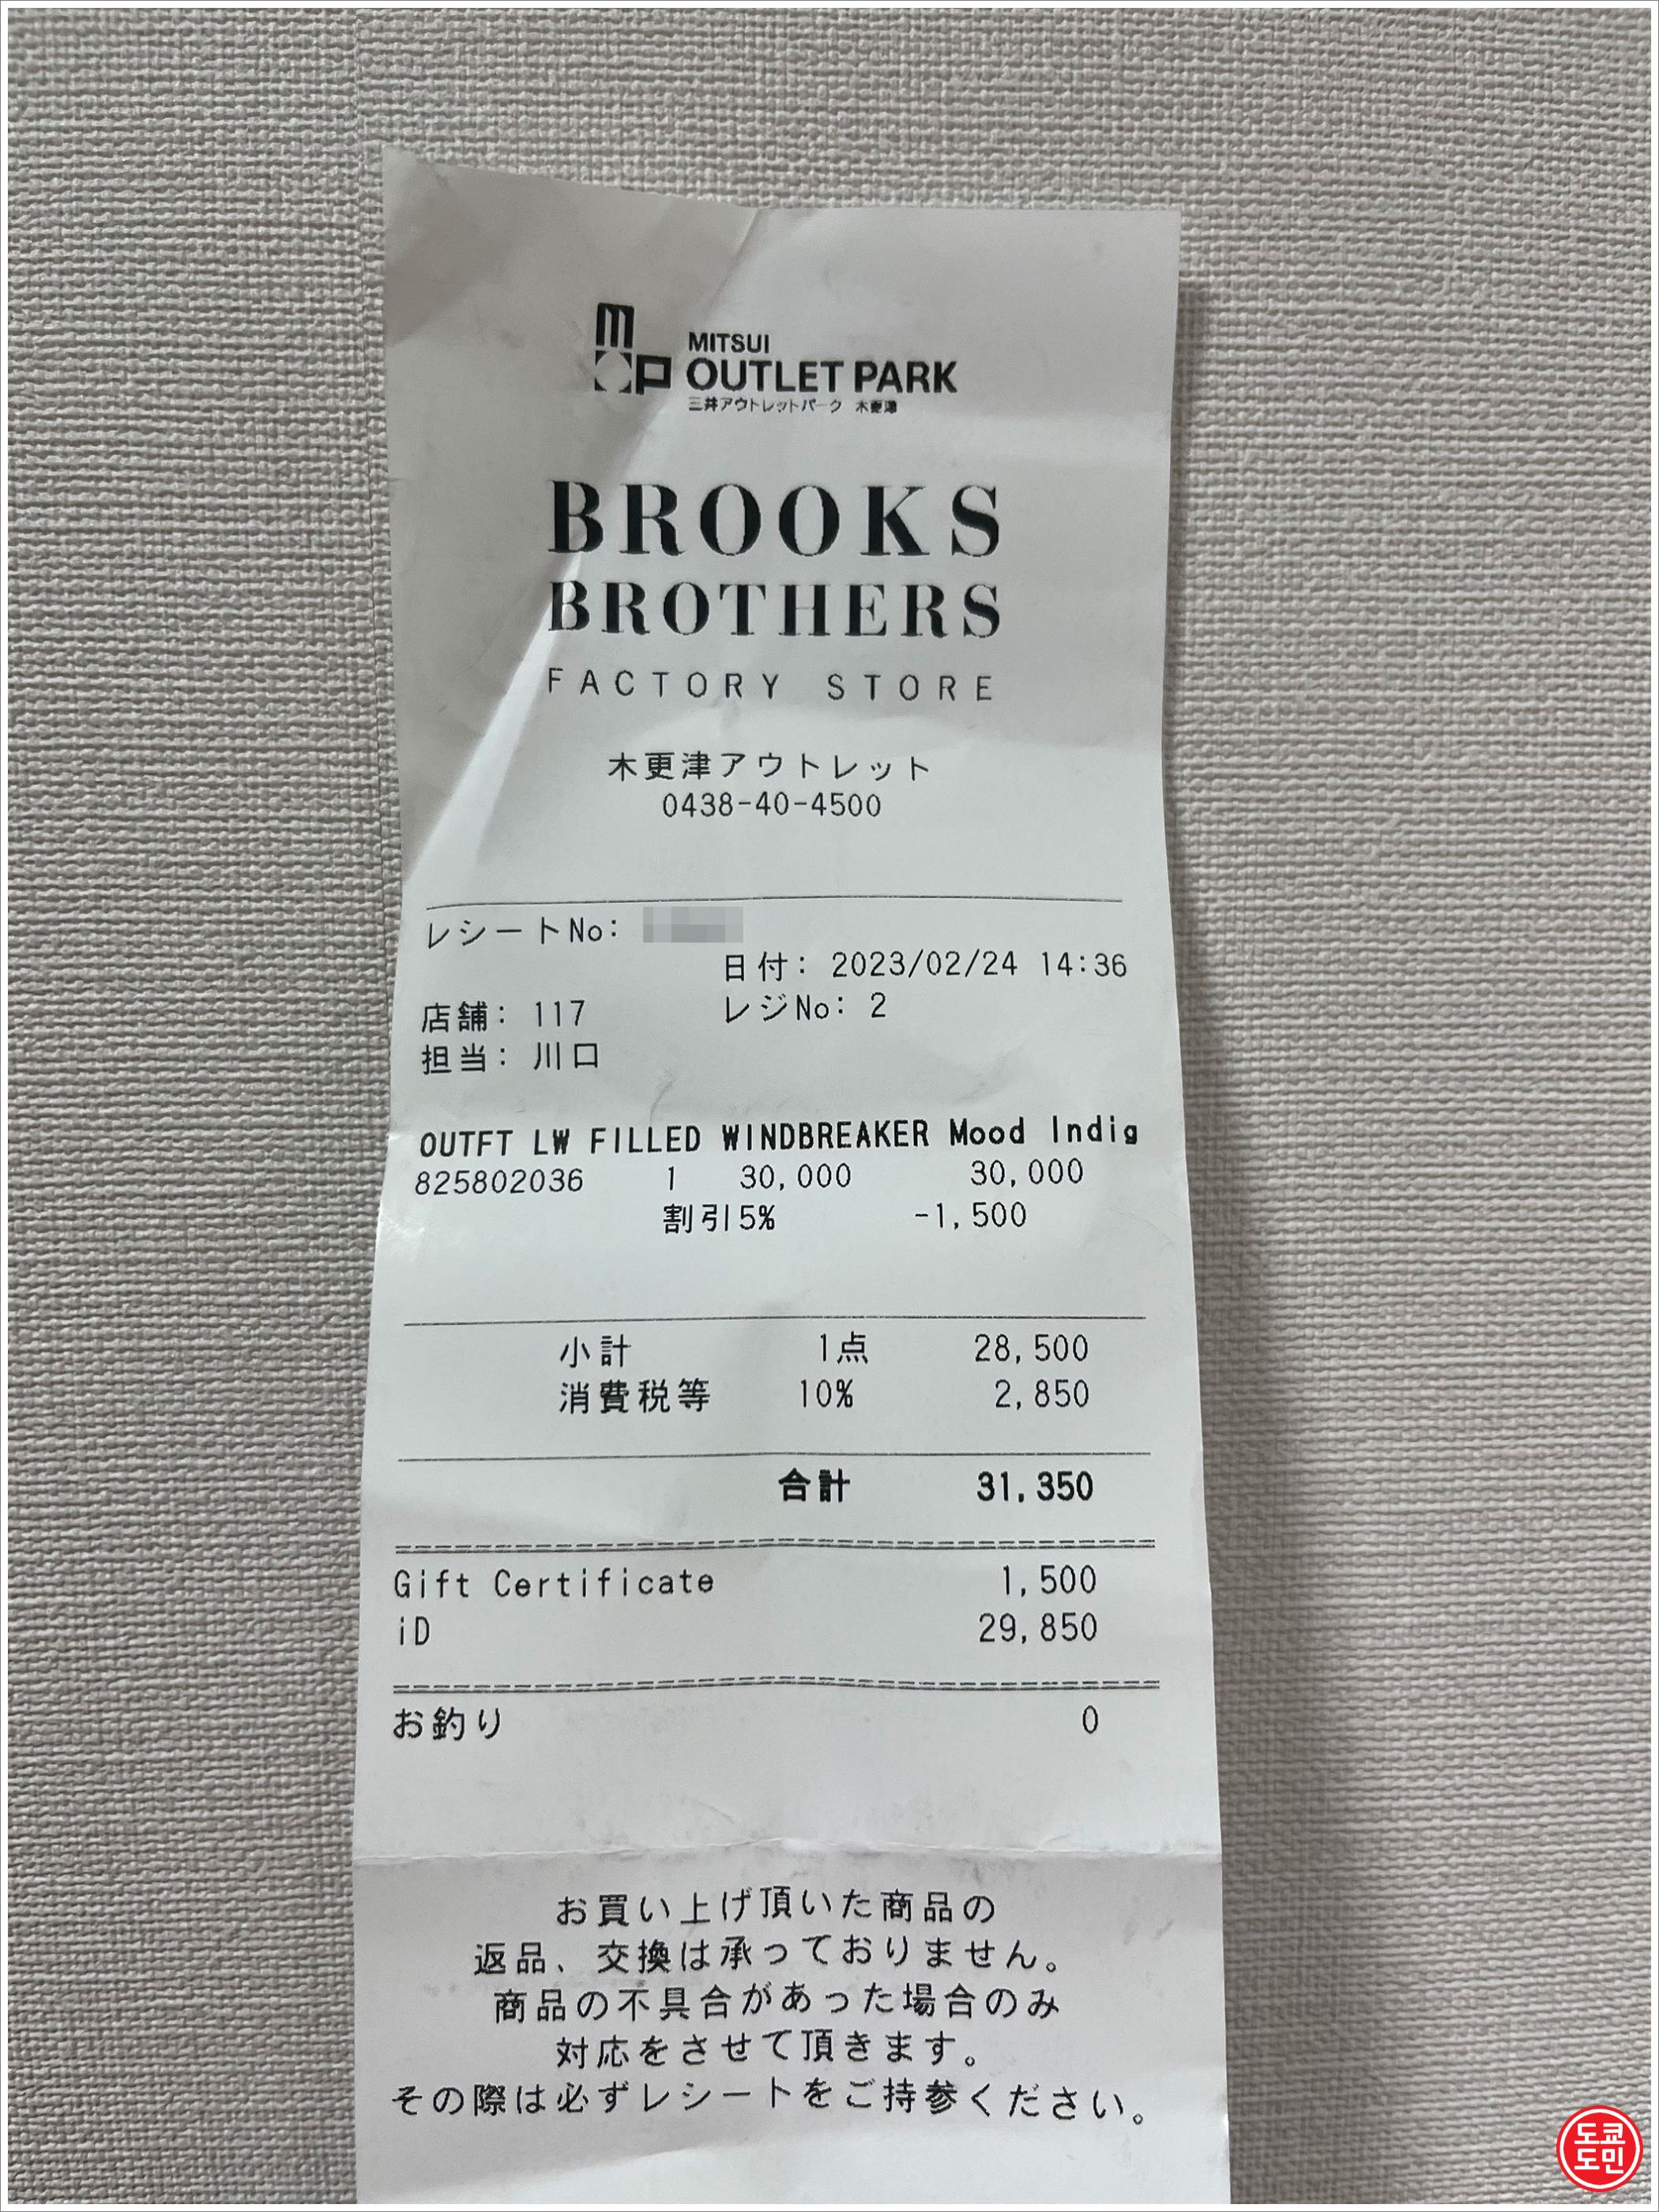 MITSUI
OUTLET PARK
三井アウトレットパーク 木更津
BROOKS
BROTHERS
FACTORY STORE
木更津アウトレット
0438-40-4500
レシートNo:
日付: 2023/02/24 14:36
店舗: 117 レジNo: 2
担当: 川口
OUTFT LW FILLED WINDBREAKER Mood Indig
825802036 1 30,000 30,000
割引5% -1,500
小計 1点 28,500
消費税等 10% 2,850
合計 31,350
Gift Certificate 1,500
iD 29,850
お釣り 0
お買い上げ頂いた商品の
返品、交換は承っておりません。
商品の不具合があった場合のみ
対応をさせて頂きます。
その際は必ずレシートをご持参ください。
도쿄
도민